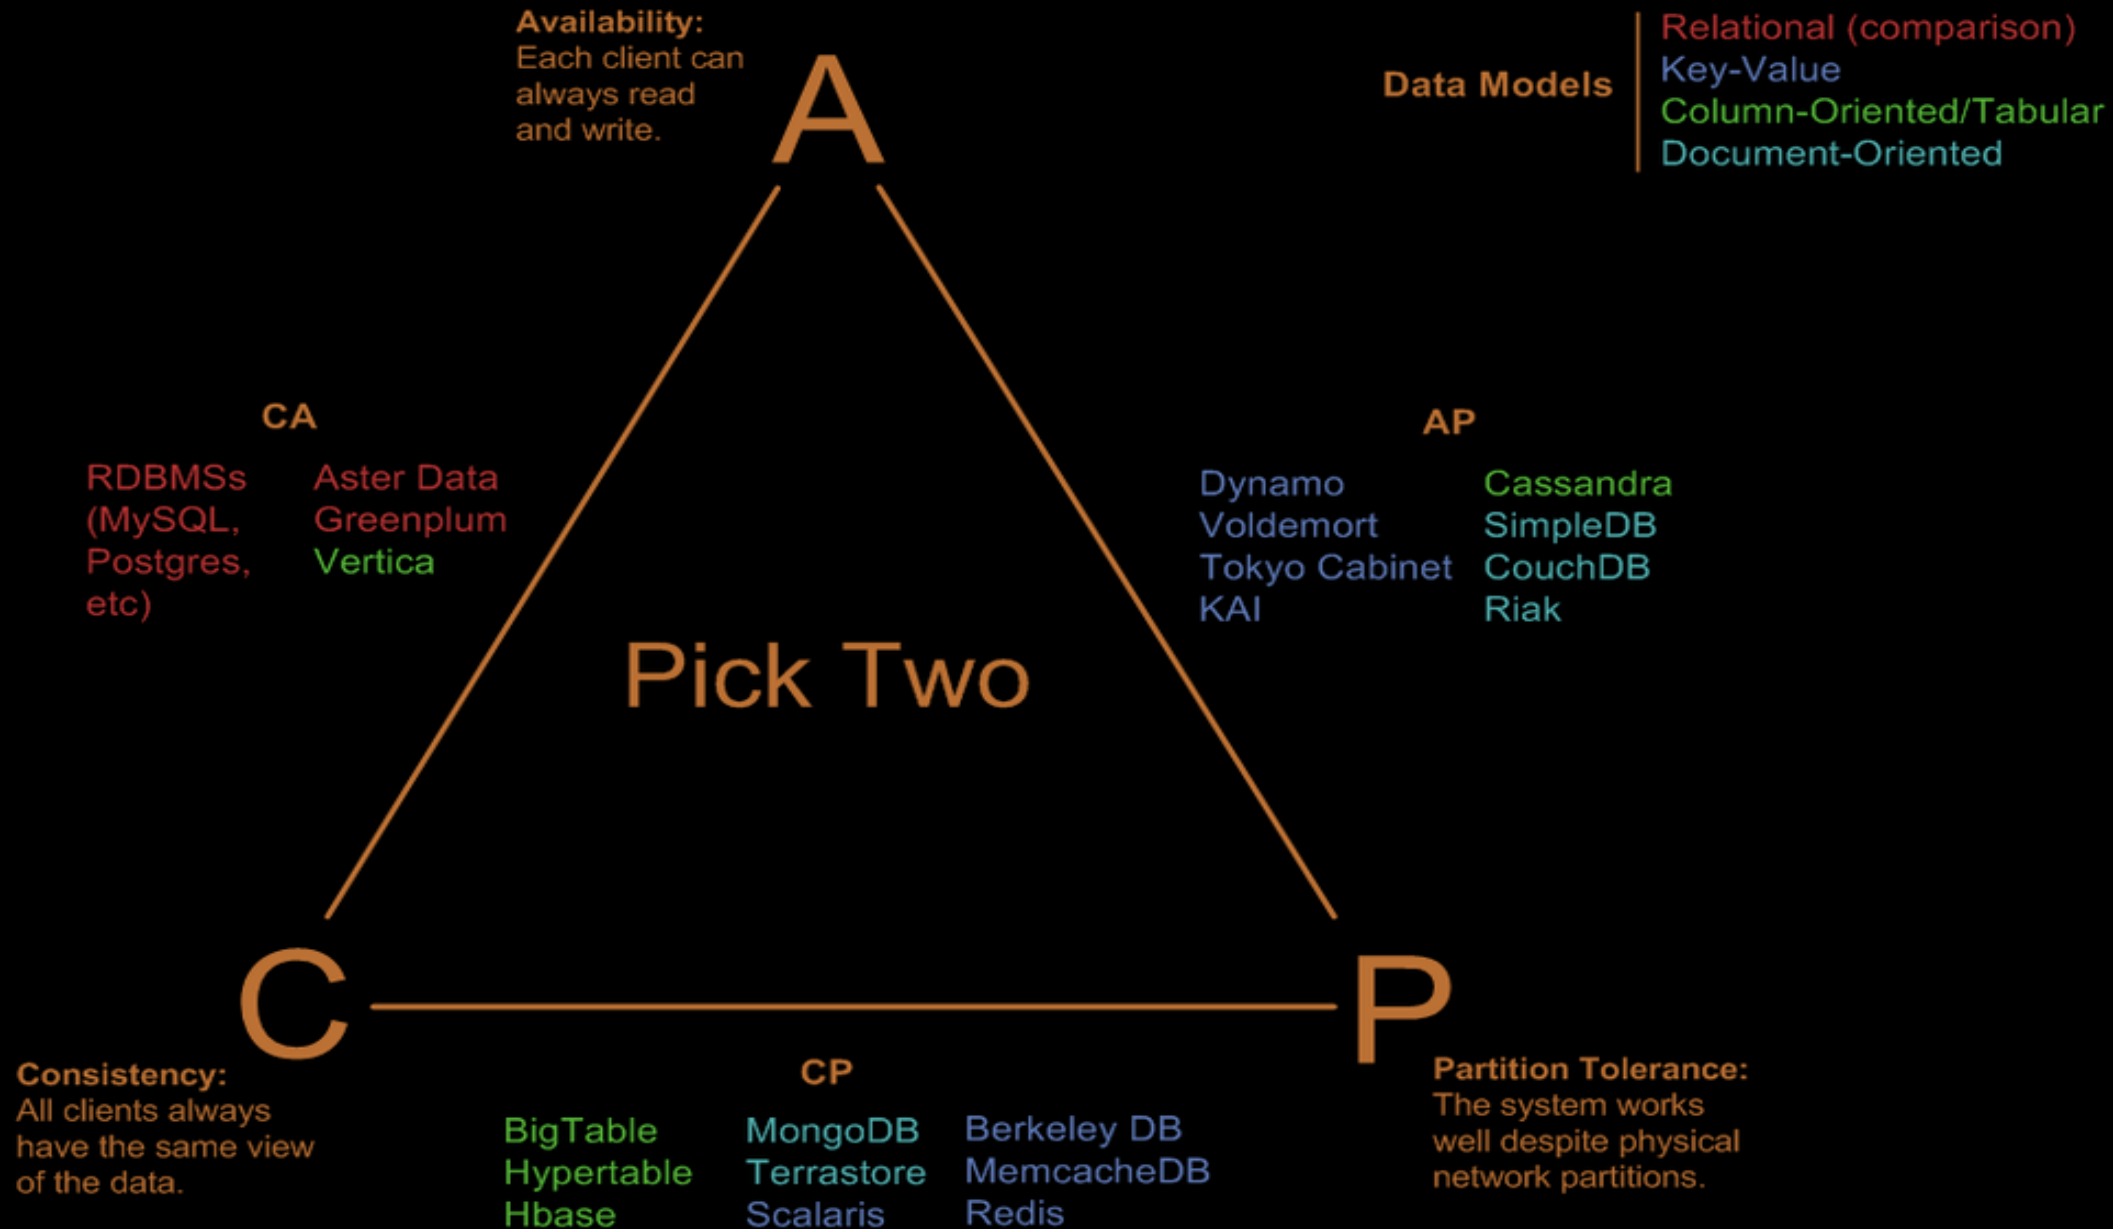 Availability:
Each client can
always read
and write.
A
Data Models
Relational (comparison)
Key-Value
Column-Oriented/Tabular
Document-Oriented
CA
RDBMSs
(MySQL,
Postgres,
etc)
Aster Data
Greenplum
Vertica
AP
Dynamo
Voldemort
Tokyo Cabinet
KAI
Cassandra
SimpleDB
CouchDB
Riak
Pick Two
C
P
Consistency:
All clients always
have the same view
of the data.
CP
BigTable
Hypertable
Hbase
MongoDB
Terrastore
Scalaris
Berkeley DB
MemcacheDB
Redis
Partition Tolerance:
The system works
well despite physical
network partitions.